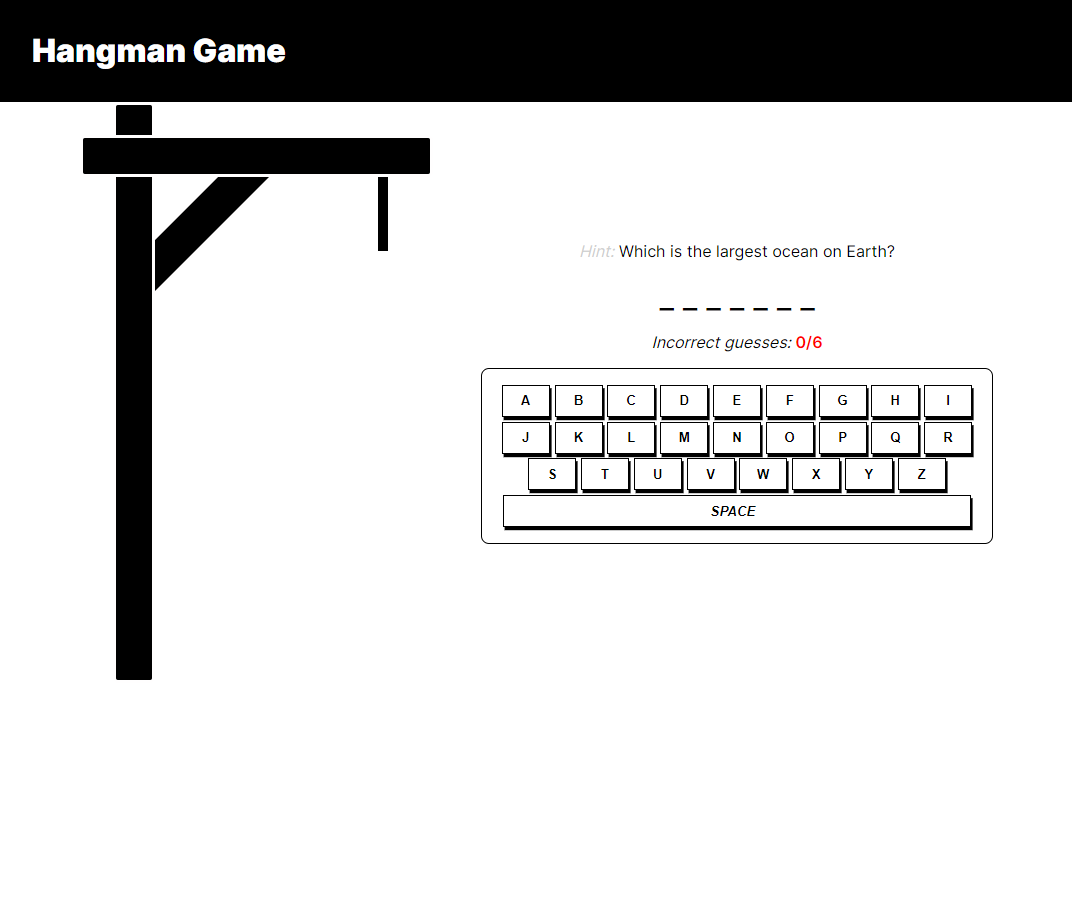 Hangman Game
Hint: Which is the largest ocean on Earth?
_ _ _ _ _ _ _
Incorrect guesses: 0/6
A B C D E F G H I
J K L M N O P Q R
S T U V W X Y Z
SPACE